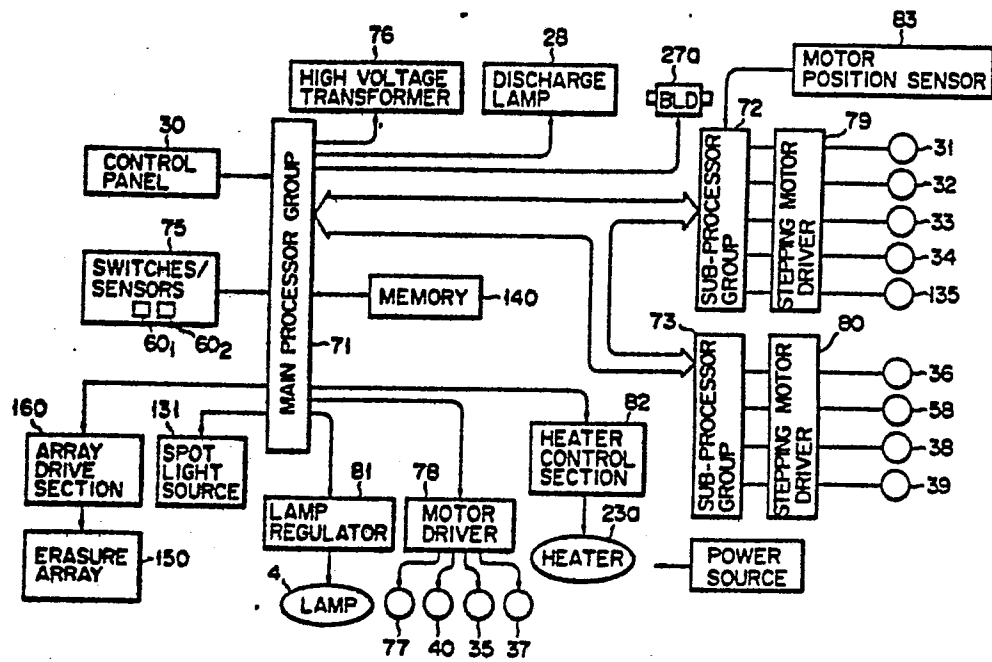 76
HIGH VOLTAGE
TRANSFORMER
28
DISCHARGE
LAMP
27a
BLD
83
MOTOR
POSITION SENSOR
30
CONTROL
PANEL
75
SWITCHES/
SENSORS
60₁ 60₂
MAIN PROCESSOR GROUP
71
MEMORY
140
72
SUB-PROCESSOR
GROUP
79
STEPPING MOTOR
DRIVER
31
32
33
34
135
73
SUB-PROCESSOR
GROUP
80
STEPPING MOTOR
DRIVER
36
58
38
39
160
ARRAY
DRIVE
SECTION
131
SPOT
LIGHT
SOURCE
ERASURE
ARRAY
150
81
LAMP
REGULATOR
4
LAMP
78
MOTOR
DRIVER
77 40 35 37
82
HEATER
CONTROL
SECTION
23a
HEATER
POWER
SOURCE